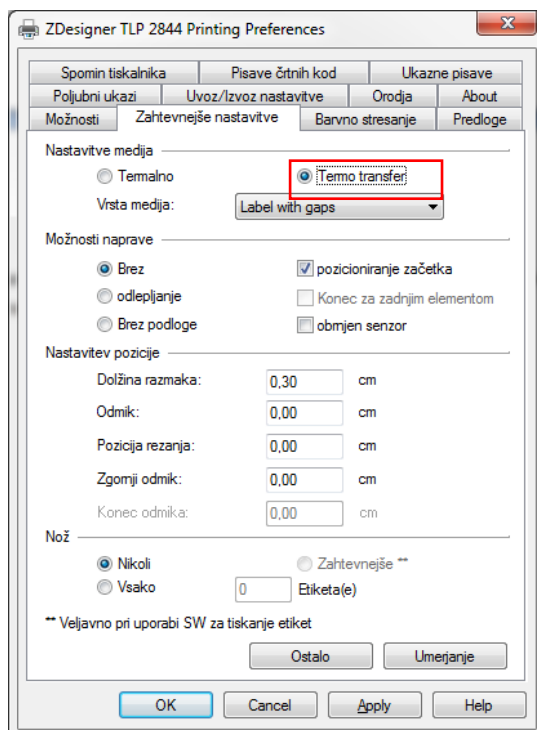 ZDesigner TLP 2844 Printing Preferences
Spomin tiskalnika Pisave črtnih kod Ukazne pisave
Poljubni ukazi Uvoz/Izvoz nastavitve Orodja About
Možnosti Zahtevnejše nastavitve Barvno stresanje Predloge
Nastavitve medija
Termalno Termo transfer
Vrsta medija: Label with gaps
Možnosti naprave
Brez pozicioniranje začetka
odlepljanje Konec za zadnjim elementom
Brez podloge obrnjen senzor
Nastavitev pozicije
Dolžina razmaka: 0,30 cm
Odmik: 0,00 cm
Pozicija rezanja: 0,00 cm
Zgornji odmik: 0,00 cm
Konec odmika: 0,00 cm
Nož
Nikoli Zahtevnejše **
Vsako 0 Etiketa(e)
** Veljavno pri uporabi SW za tiskanje etiket
Ostalo Umerjanje
OK Cancel Apply Help